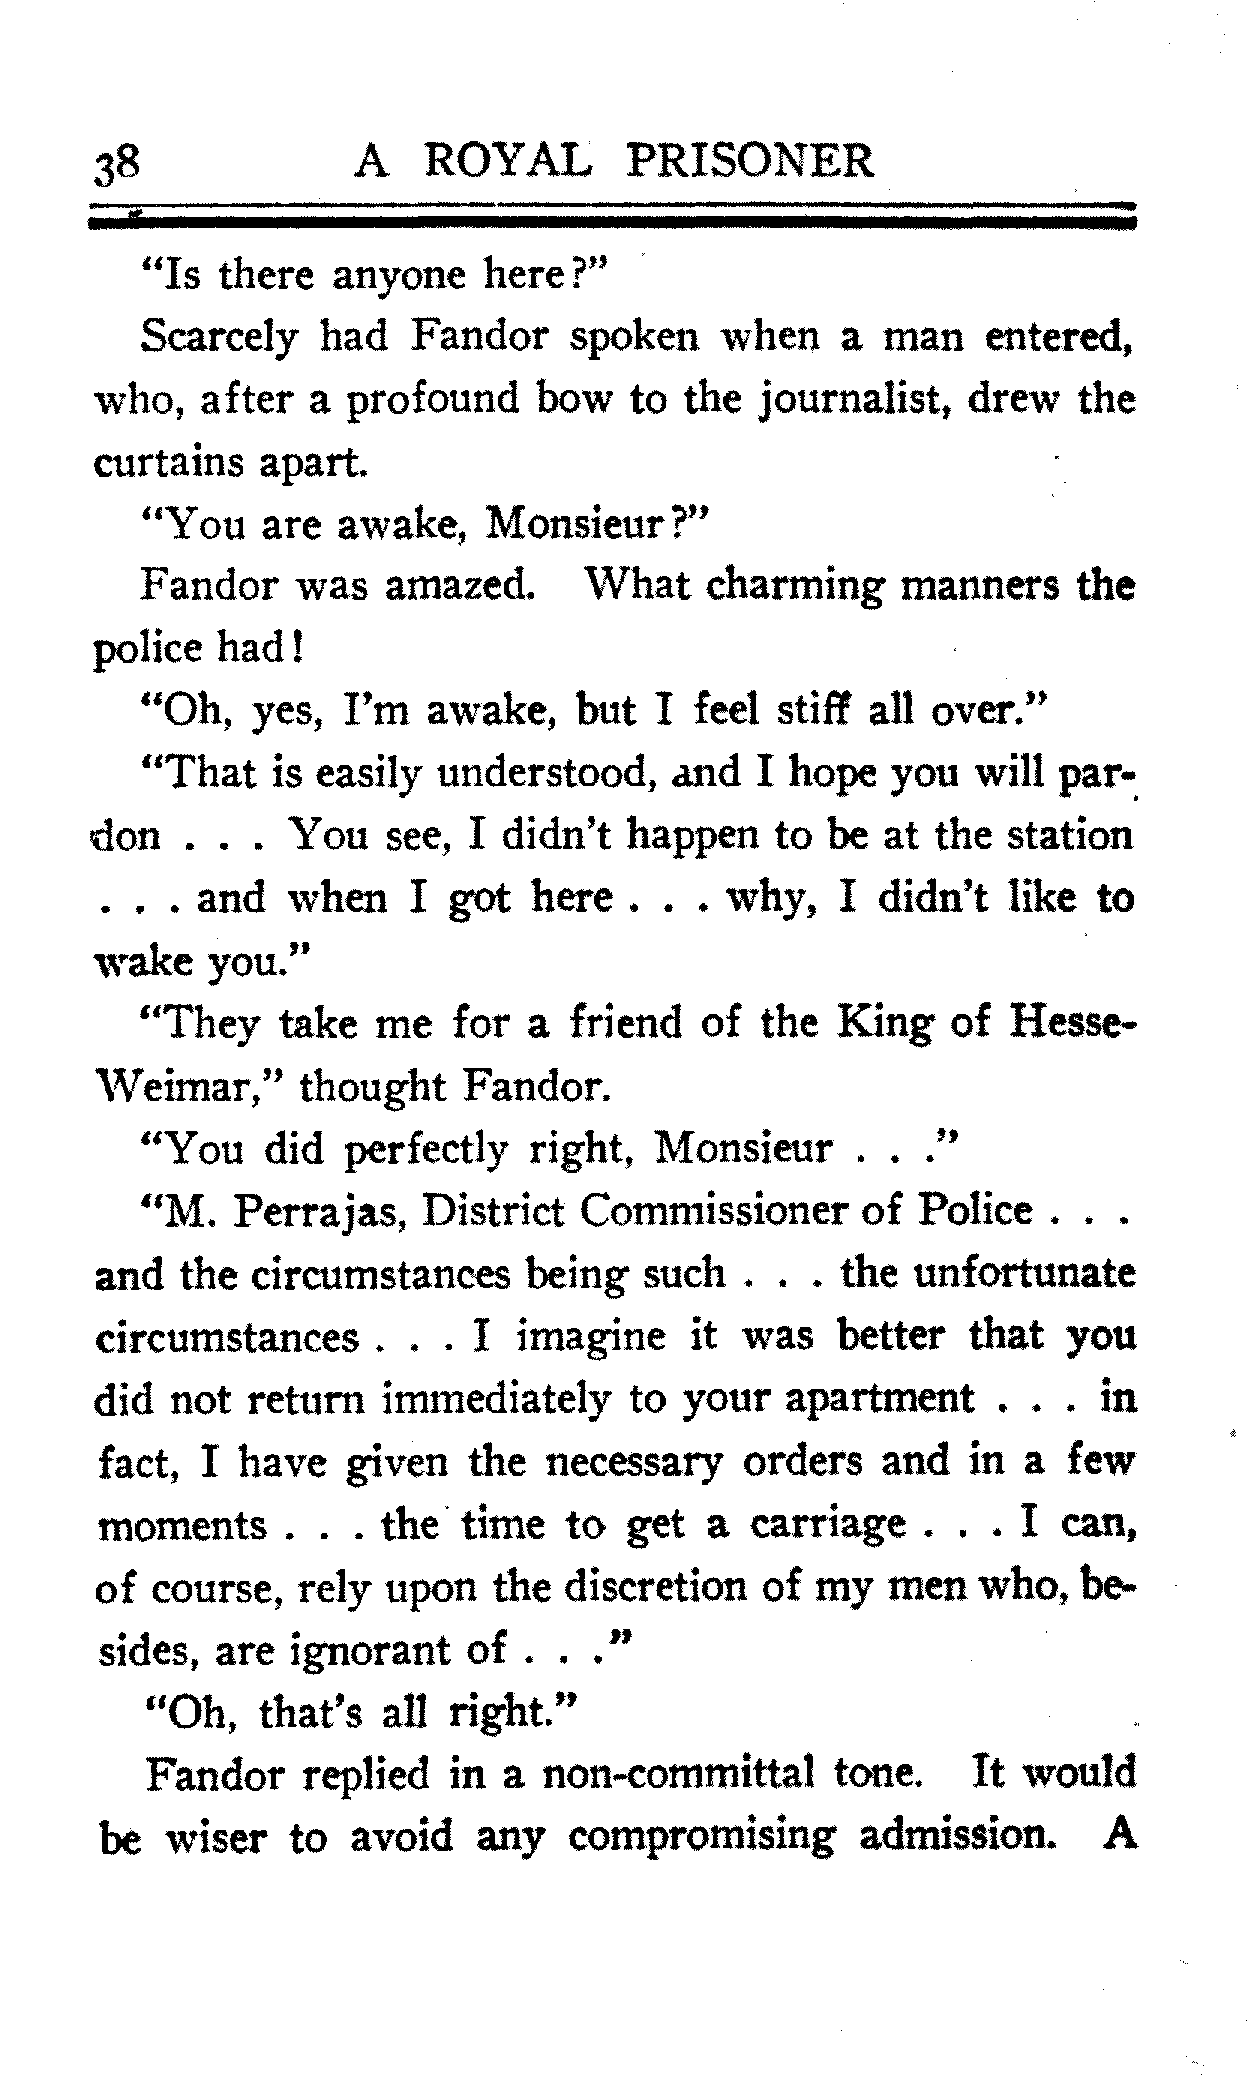 38 A ROYAL PRISONER
“Is there anyone here?”
Scarcely had Fandor spoken when a man entered,
who, after a profound bow to the journalist, drew the
curtains apart.
“You are awake, Monsieur?”
Fandor was amazed. What charming manners the
police had!
“Oh, yes, I’m awake, but I feel stiff all over.”
“That is easily understood, and I hope you will par-
don . . . You see, I didn’t happen to be at the station
. . . and when I got here . . . why, I didn’t like to
wake you.”
“They take me for a friend of the King of Hesse-
Weimar,” thought Fandor.
“You did perfectly right, Monsieur . . .”
“M. Perrajas, District Commissioner of Police . . .
and the circumstances being such . . . the unfortunate
circumstances . . . I imagine it was better that you
did not return immediately to your apartment . . . in
fact, I have given the necessary orders and in a few
moments . . . the time to get a carriage . . . I can,
of course, rely upon the discretion of my men who, be-
sides, are ignorant of . . .”
“Oh, that’s all right.”
Fandor replied in a non-committal tone. It would
be wiser to avoid any compromising admission. A